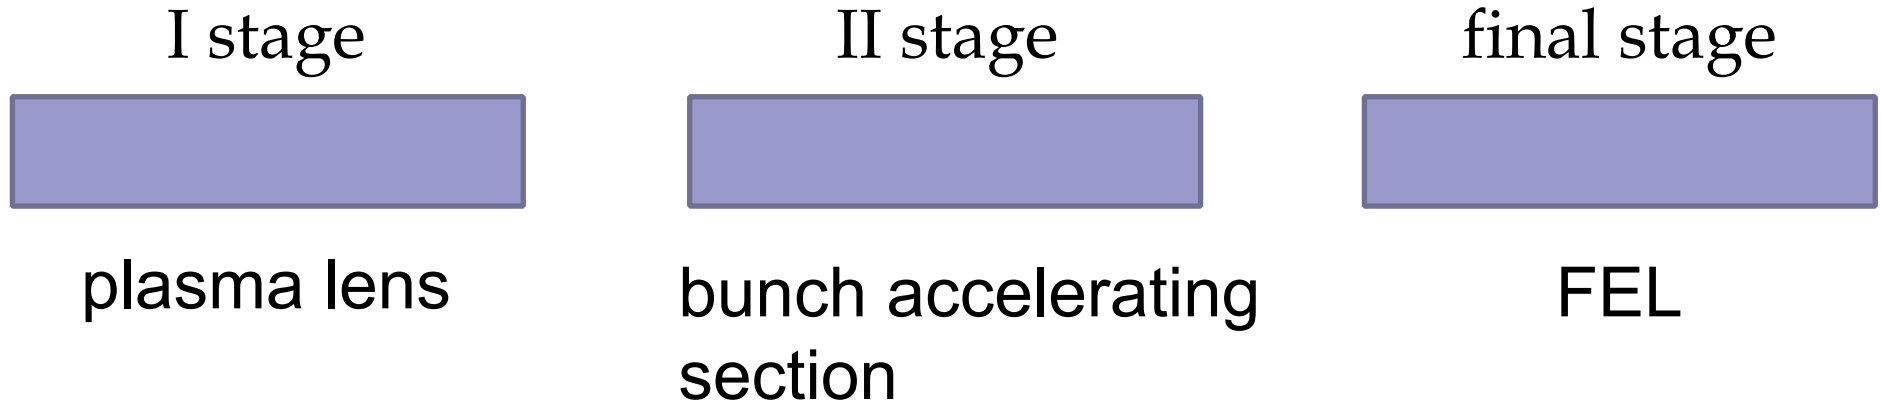 I stage
II stage
final stage
plasma lens
bunch accelerating
section
FEL